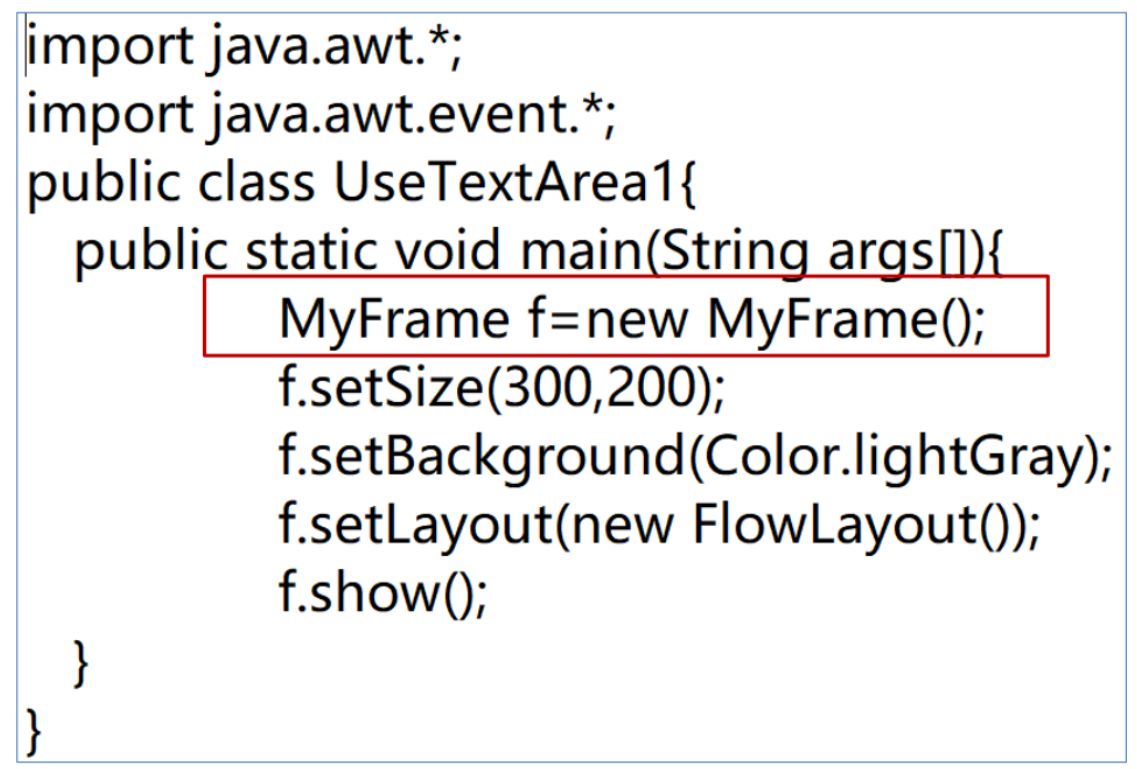 import java.awt.*;
import java.awt.event.*;
public class UseTextArea1{
public static void main(String args[]){
MyFrame f=new MyFrame();
f.setSize(300,200);
f.setBackground(Color.lightGray);
f.setLayout(new FlowLayout());
f.show();
}
}